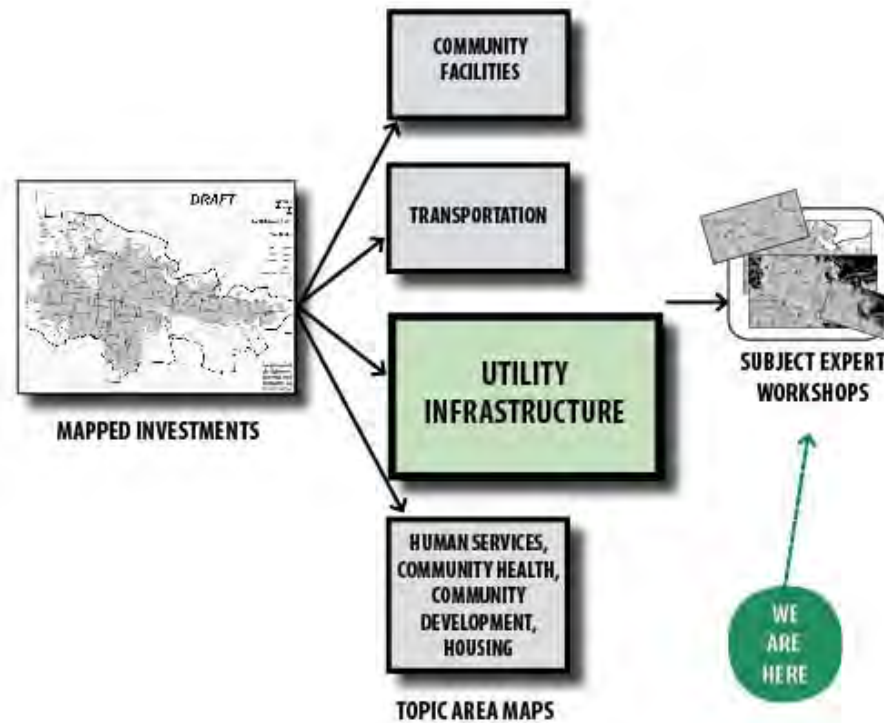 COMMUNITY
FACILITIES
TRANSPORTATION
DRAFT
MAPPED INVESTMENTS
UTILITY
INFRASTRUCTURE
SUBJECT EXPERT
WORKSHOPS
HUMAN SERVICES,
COMMUNITY HEALTH,
COMMUNITY
DEVELOPMENT,
HOUSING
WE
ARE
HERE
TOPIC AREA MAPS